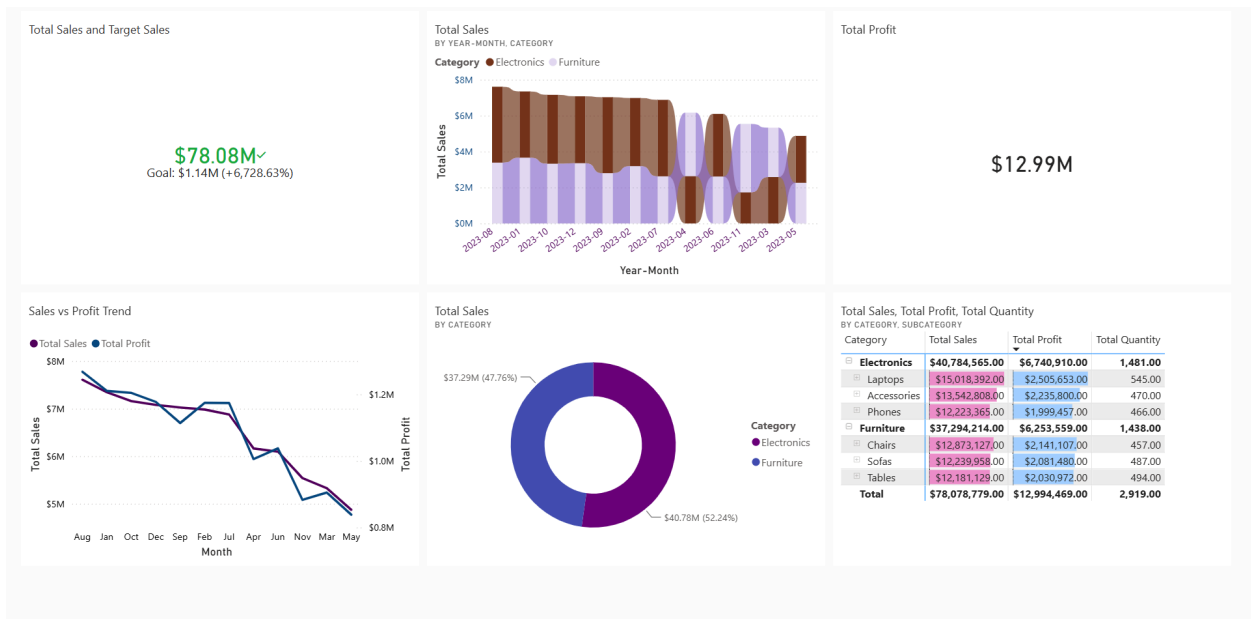 Total Sales and Target Sales
$78.08M
Goal: $1.14M (+6,728.63%)
Total Sales
BY YEAR-MONTH, CATEGORY
Category Electronics Furniture
$8M
$6M
$4M
$2M
$0M
Total Sales
2023-08 2023-01 2023-10 2023-12 2023-09 2023-02 2023-07 2023-04 2023-06 2023-11 2023-03 2023-05
Year-Month
Total Profit
$12.99M
Sales vs Profit Trend
Total Sales Total Profit
$8M
$7M
$6M
$5M
Total Sales
$1.2M
$1.0M
$0.8M
Total Profit
Aug Jan Oct Dec Sep Feb Jul Apr Jun Nov Mar May
Month
Total Sales
BY CATEGORY
$37.29M (47.76%)
$40.78M (52.24%)
Category
Electronics
Furniture
Total Sales, Total Profit, Total Quantity
BY CATEGORY, SUBCATEGORY
Category Total Sales Total Profit Total Quantity
Electronics $40,784,565.00 $6,740,910.00 1,481.00
Laptops $15,018,392.00 $2,505,653.00 545.00
Accessories $13,542,808.00 $2,235,800.00 470.00
Phones $12,223,365.00 $1,999,457.00 466.00
Furniture $37,294,214.00 $6,253,559.00 1,438.00
Chairs $12,873,127.00 $2,141,107.00 457.00
Sofas $12,239,958.00 $2,081,480.00 487.00
Tables $12,181,129.00 $2,030,972.00 494.00
Total $78,078,779.00 $12,994,469.00 2,919.00